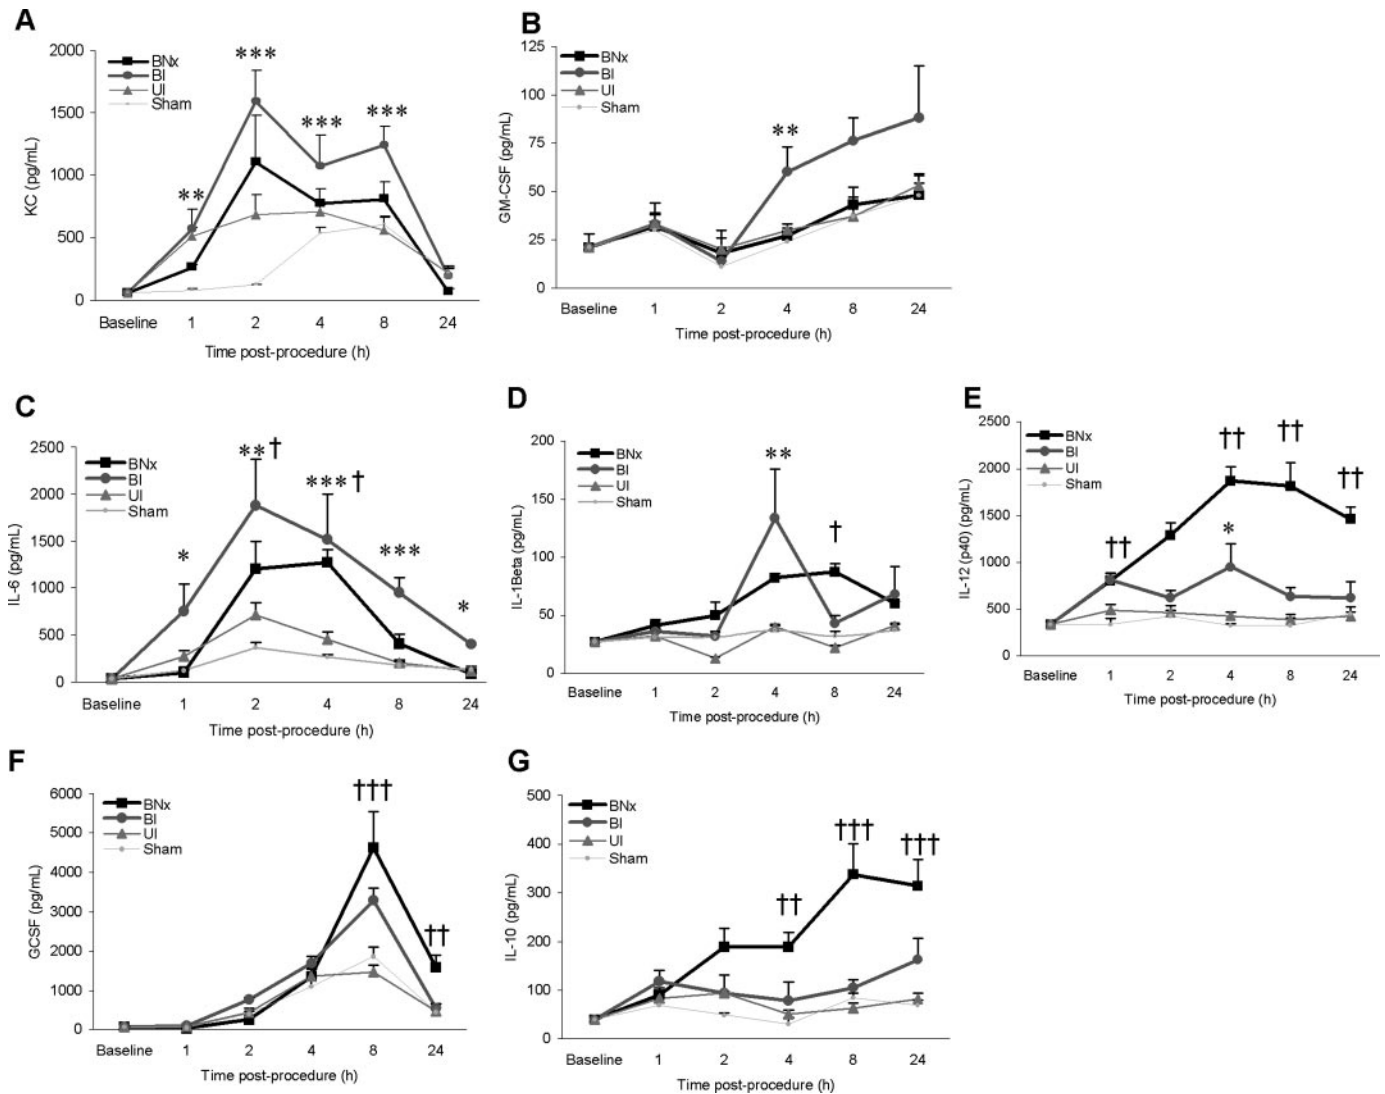 A
KC (pg/mL)
2000
1500
1000
500
0
BNx
BI
UI
Sham
**
***
***
***
Baseline 1 2 4 8 24
Time post-procedure (h)
B
GM-CSF (pg/mL)
125
100
75
50
25
0
BNx
BI
UI
Sham
**
Baseline 1 2 4 8 24
Time post-procedure (h)
C
IL-6 (pg/mL)
2500
2000
1500
1000
500
0
BNx
BI
UI
Sham
*
**†
***†
***
*
Baseline 1 2 4 8 24
Time post-procedure (h)
D
IL-1Beta (pg/mL)
200
150
100
50
0
BNx
BI
UI
Sham
**
†
Baseline 1 2 4 8 24
Time post-procedure (h)
E
IL-12 (p40) (pg/mL)
2500
2000
1500
1000
500
0
BNx
BI
UI
Sham
††
††
*
††
††
Baseline 1 2 4 8 24
Time post-procedure (h)
F
GCSF (pg/mL)
6000
5000
4000
3000
2000
1000
0
BNx
BI
UI
Sham
†††
††
Baseline 1 2 4 8 24
Time post-procedure (h)
G
IL-10 (pg/mL)
500
400
300
200
100
0
BNx
BI
UI
Sham
††
†††
†††
Baseline 1 2 4 8 24
Time post-procedure (h)